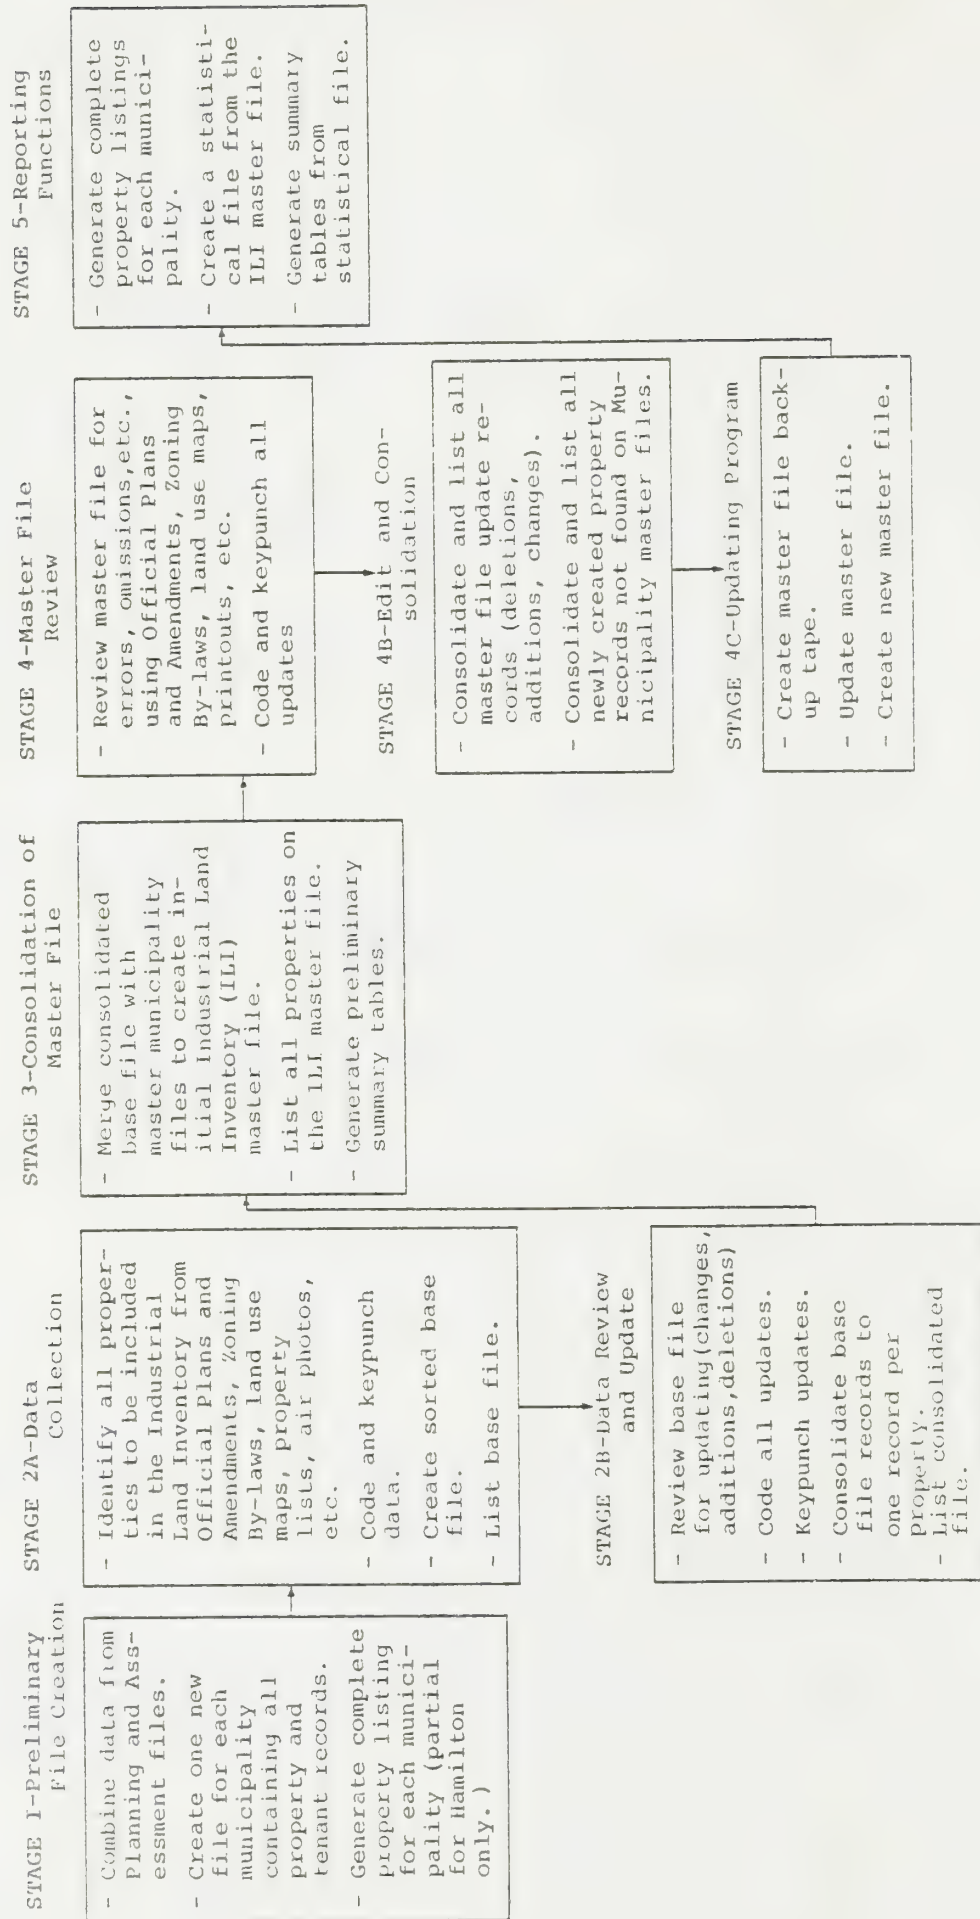 STAGE 1-Preliminary
File Creation
- Combine data from
Planning and Ass-
essment files.
- Create one new
file for each
municipality
containing all
property and
tenant records.
- Generate complete
property listing
for each munici-
pality (partial
for Hamilton
only.)
STAGE 2A-Data
Collection
- Identify all proper-
ties to be included
in the Industrial
Land Inventory from
Official Plans and
Amendments, Zoning
By-laws, land use
maps, property
lists, air photos,
etc.
- Code and keypunch
data.
- Create sorted base
file.
- List base file.
STAGE 2B-Data Review
and Update
- Review base file
for updating(changes,
additions,deletions)
- Code all updates.
- Keypunch updates.
- Consolidate base
file records to
one record per
property.
- List consolidated
file.
STAGE 3-Consolidation of
Master File
- Merge consolidated
base file with
master municipality
files to create in-
itial Industrial Land
Inventory (ILI)
master file.
- List all properties on
the ILI master file.
- Generate preliminary
summary tables.
STAGE 4-Master File
Review
- Review master file for
errors, omissions,etc.,
using Official Plans
and Amendments, Zoning
By-laws, land use maps,
printouts, etc.
- Code and keypunch all
updates
STAGE 4B-Edit and Con-
solidation
- Consolidate and list all
master file update re-
cords (deletions,
additions, changes).
- Consolidate and list all
newly created property
records not found on Mu-
nicipality master files.
STAGE 4C-Updating Program
- Create master file back-
up tape.
- Update master file.
- Create new master file.
STAGE 5-Reporting
Functions
- Generate complete
property listings
for each munici-
pality.
- Create a statisti-
cal file from the
ILI master file.
- Generate summary
tables from
statistical file.